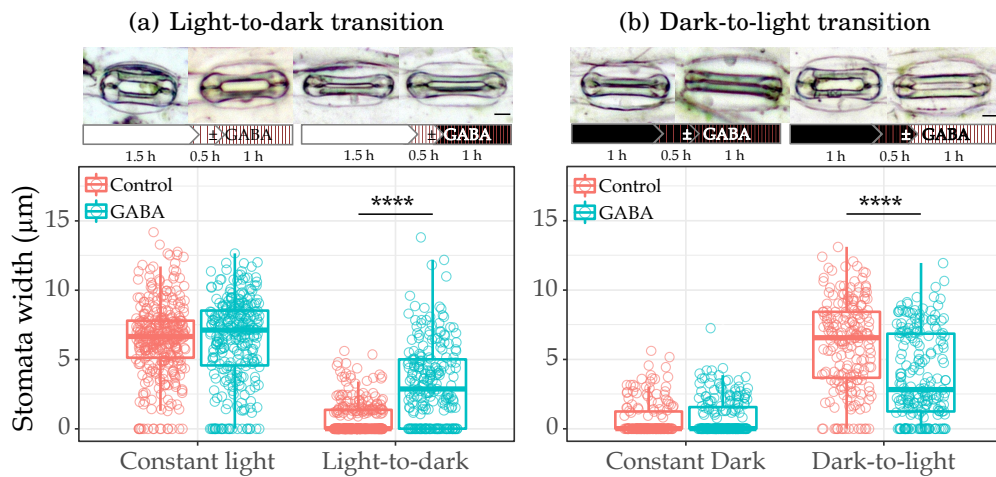 (a) Light-to-dark transition
± GABA
± GABA
1.5 h 0.5 h 1 h 1.5 h 0.5 h 1 h
Control
GABA
****
Stomata width (μm)
15
10
5
0
Constant light Light-to-dark
(b) Dark-to-light transition
± GABA
± GABA
1 h 0.5 h 1 h 1 h 0.5 h 1 h
Control
GABA
****
15
10
5
0
Constant Dark Dark-to-light